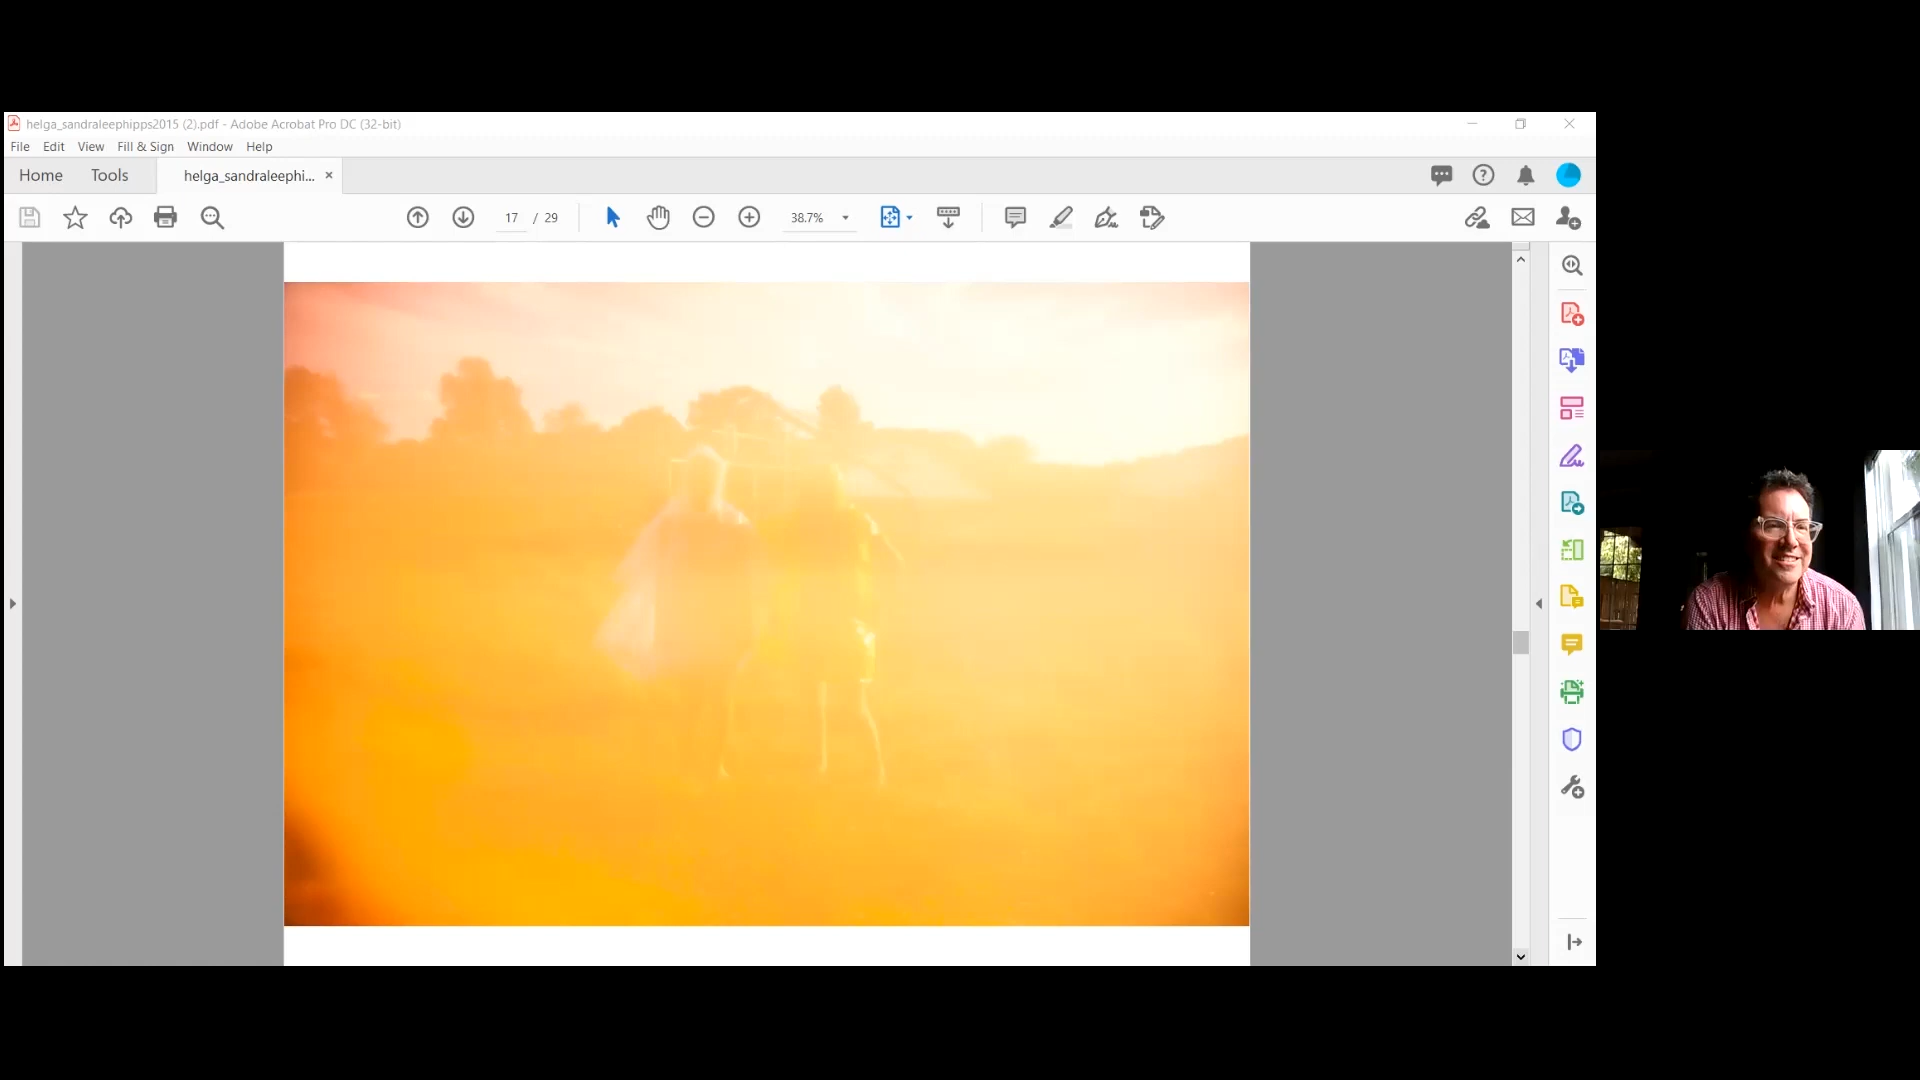 helga_sandraleephipps2015 (2).pdf - Adobe Acrobat Pro DC (32-bit)
File Edit View Fill & Sign Window Help
Home Tools helga_sandraleephi... ×
17 / 29 38.7%